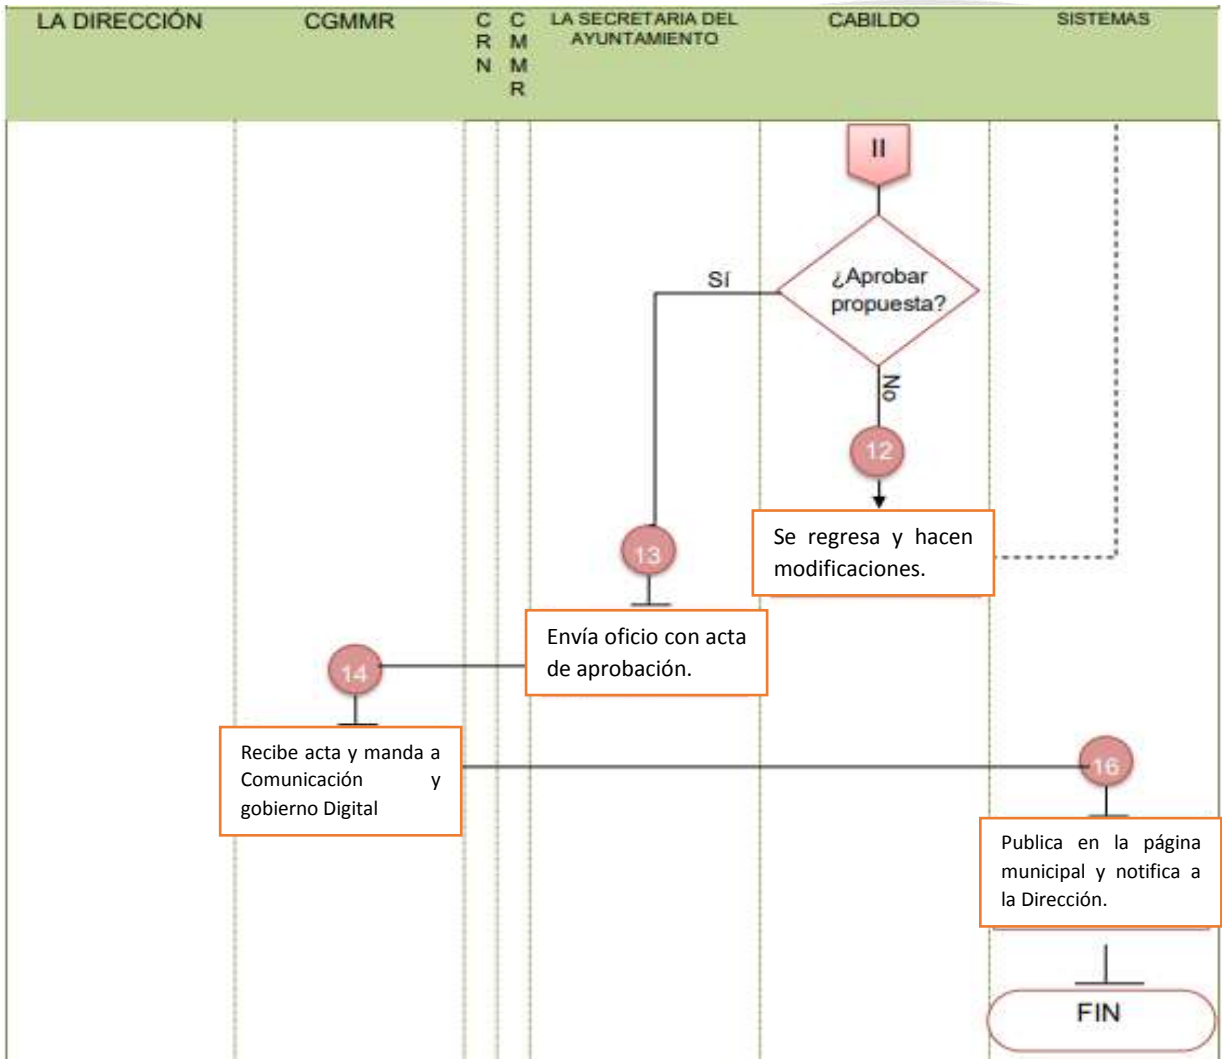 LA DIRECCIÓN
CGMMR
C
R
N
C
M
M
R
LA SECRETARIA DEL
AYUNTAMIENTO
CABILDO
SISTEMAS
II
¿Aprobar
propuesta?
Sí
No
12
Se regresa y hacen
modificaciones.
13
Envía oficio con acta
de aprobación.
14
Recibe acta y manda a
Comunicación y
gobierno Digital
16
Publica en la página
municipal y notifica a
la Dirección.
FIN